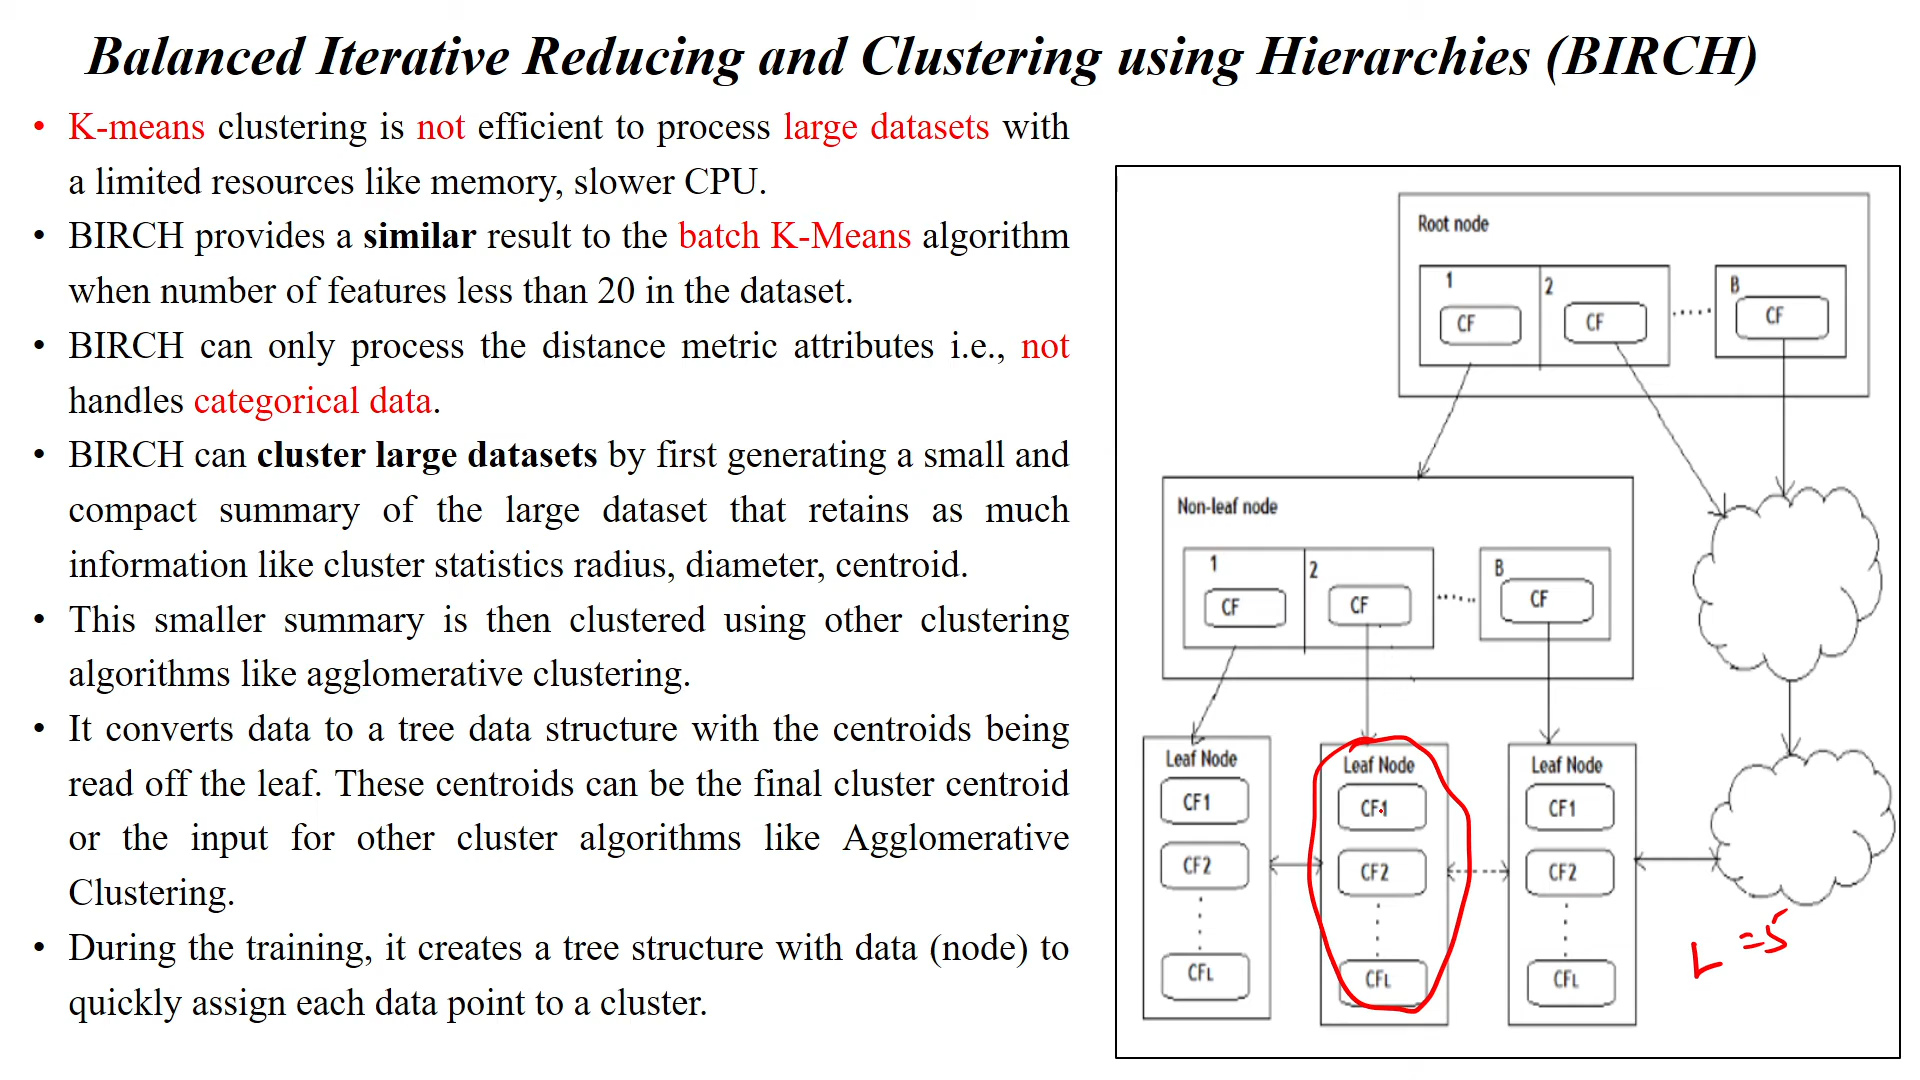 Balanced Iterative Reducing and Clustering using Hierarchies (BIRCH)
• K-means clustering is not efficient to process large datasets with
a limited resources like memory, slower CPU.
• BIRCH provides a similar result to the batch K-Means algorithm
when number of features less than 20 in the dataset.
• BIRCH can only process the distance metric attributes i.e., not
handles categorical data.
• BIRCH can cluster large datasets by first generating a small and
compact summary of the large dataset that retains as much
information like cluster statistics radius, diameter, centroid.
• This smaller summary is then clustered using other clustering
algorithms like agglomerative clustering.
• It converts data to a tree data structure with the centroids being
read off the leaf. These centroids can be the final cluster centroid
or the input for other cluster algorithms like Agglomerative
Clustering.
• During the training, it creates a tree structure with data (node) to
quickly assign each data point to a cluster.
Root node
1 2 B
CF CF CF
Non-leaf node
1 2 B
CF CF CF
Leaf Node
CF1
CF2
CFL
Leaf Node
CF1
CF2
CFL
Leaf Node
CF1
CF2
CFL
L =5